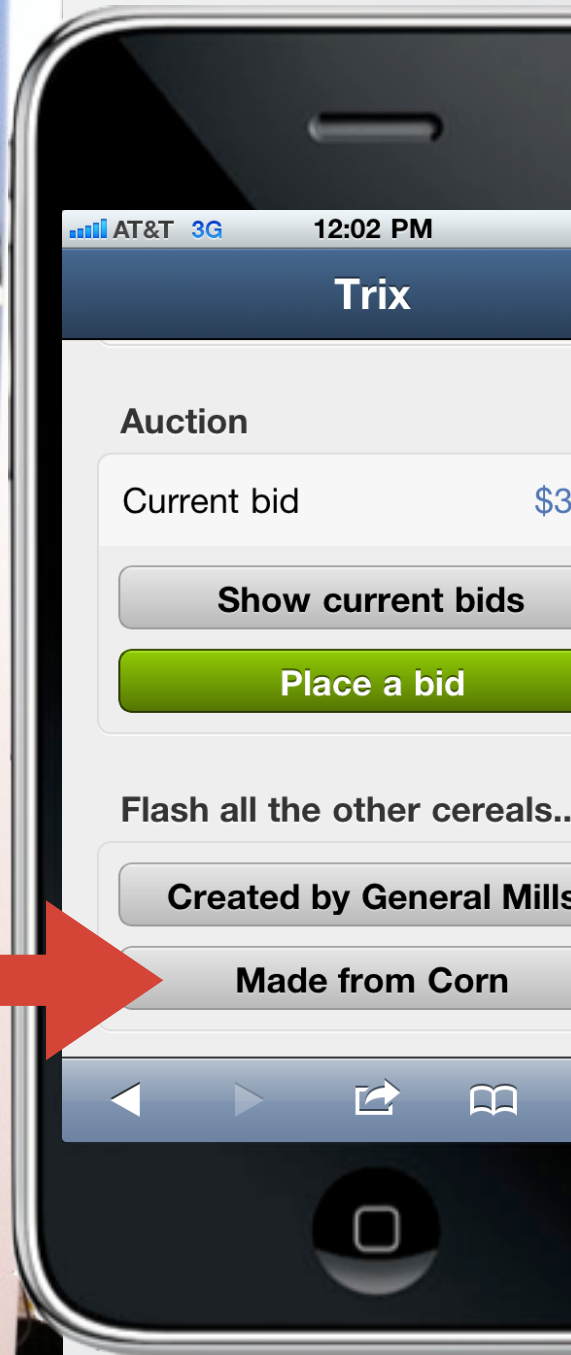 AT&T 3G 12:02 PM
Trix
Auction
Current bid $3
Show current bids
Place a bid
Flash all the other cereals..
Created by General Mills
Made from Corn